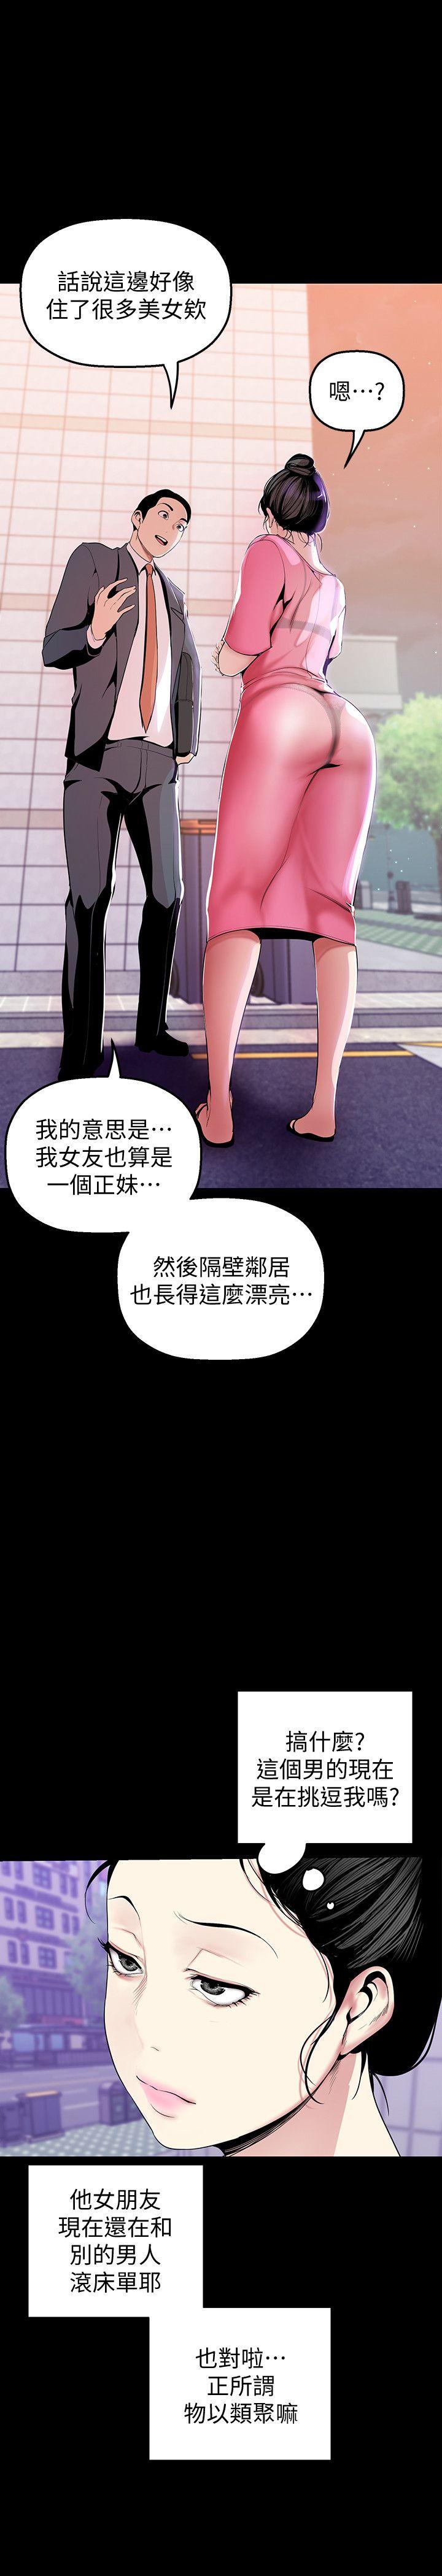 話說這邊好像
住了很多美女欸
嗯⋯?
我的意思是⋯
我女友也算是
一個正妹⋯
然後隔壁鄰居
也長得這麼漂亮⋯
搞什麼?
這個男的現在
是在挑逗我嗎?
他女朋友
現在還在和
別的男人
滾床單耶
也對啦⋯
正所謂
物以類聚嘛